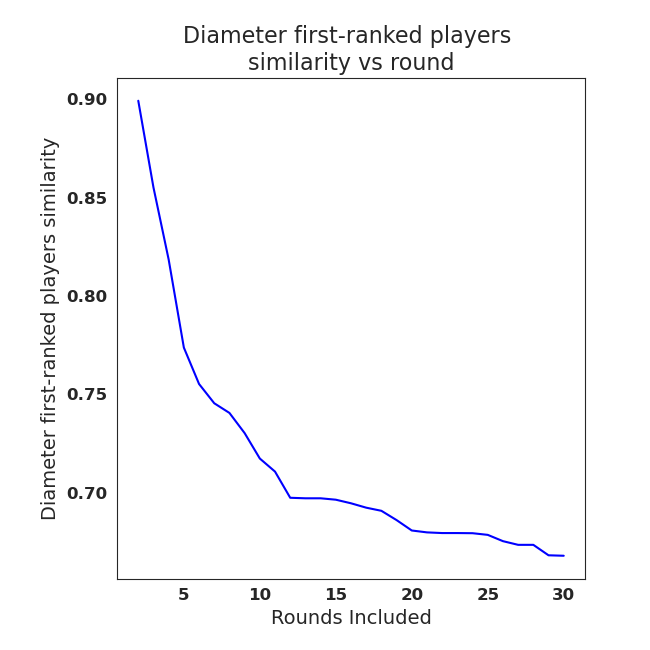 Diameter first-ranked players
similarity vs round
Diameter first-ranked players similarity
0.90
0.85
0.80
0.75
0.70
5 10 15 20 25 30
Rounds Included